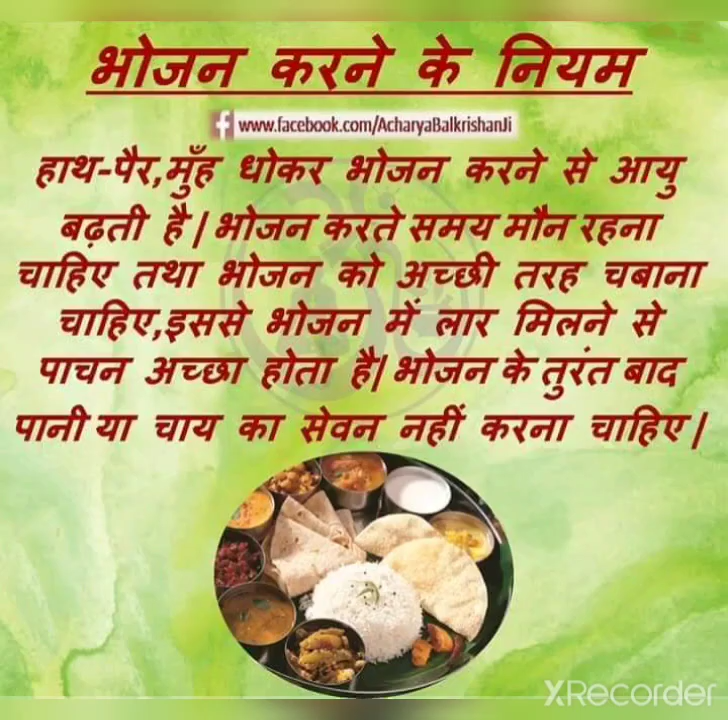 भोजन करने के नियम
f www.facebook.com/AcharyaBalkrishanJi
हाथ-पैर,मुँह धोकर भोजन करने से आयु
बढ़ती है | भोजन करते समय मौन रहना
चाहिए तथा भोजन को अच्छी तरह चबाना
चाहिए,इससे भोजन में लार मिलने से
पाचन अच्छा होता है| भोजन के तुरंत बाद
पानी या चाय का सेवन नहीं करना चाहिए |
XRecorder